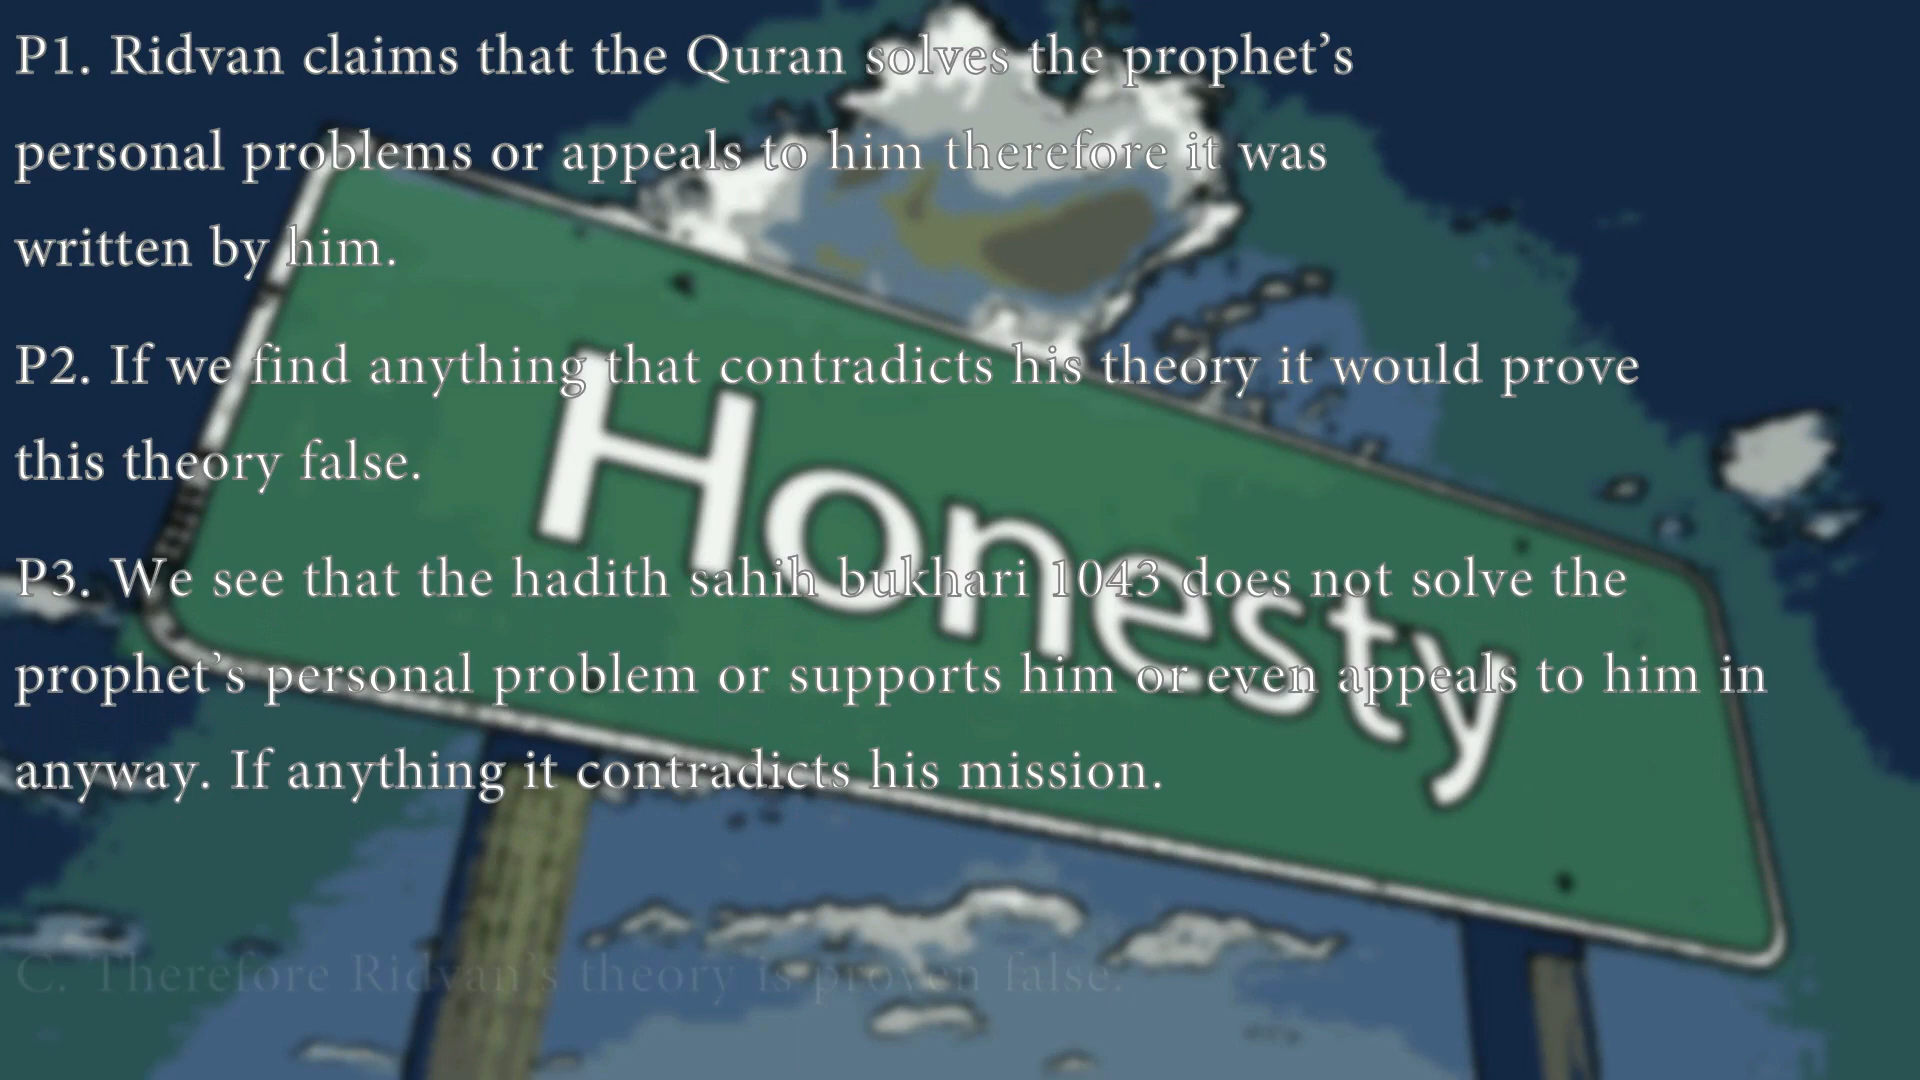 P1. Ridvan claims that the Quran solves the prophet’s
personal problems or appeals to him therefore it was
written by him.
P2. If we find anything that contradicts his theory it would prove
this theory false.
P3. We see that the hadith sahih bukhari 1043 does not solve the
prophet’s personal problem or supports him or even appeals to him in
anyway. If anything it contradicts his mission.
C. Therefore Ridvan’s theory is proven false.
Honesty